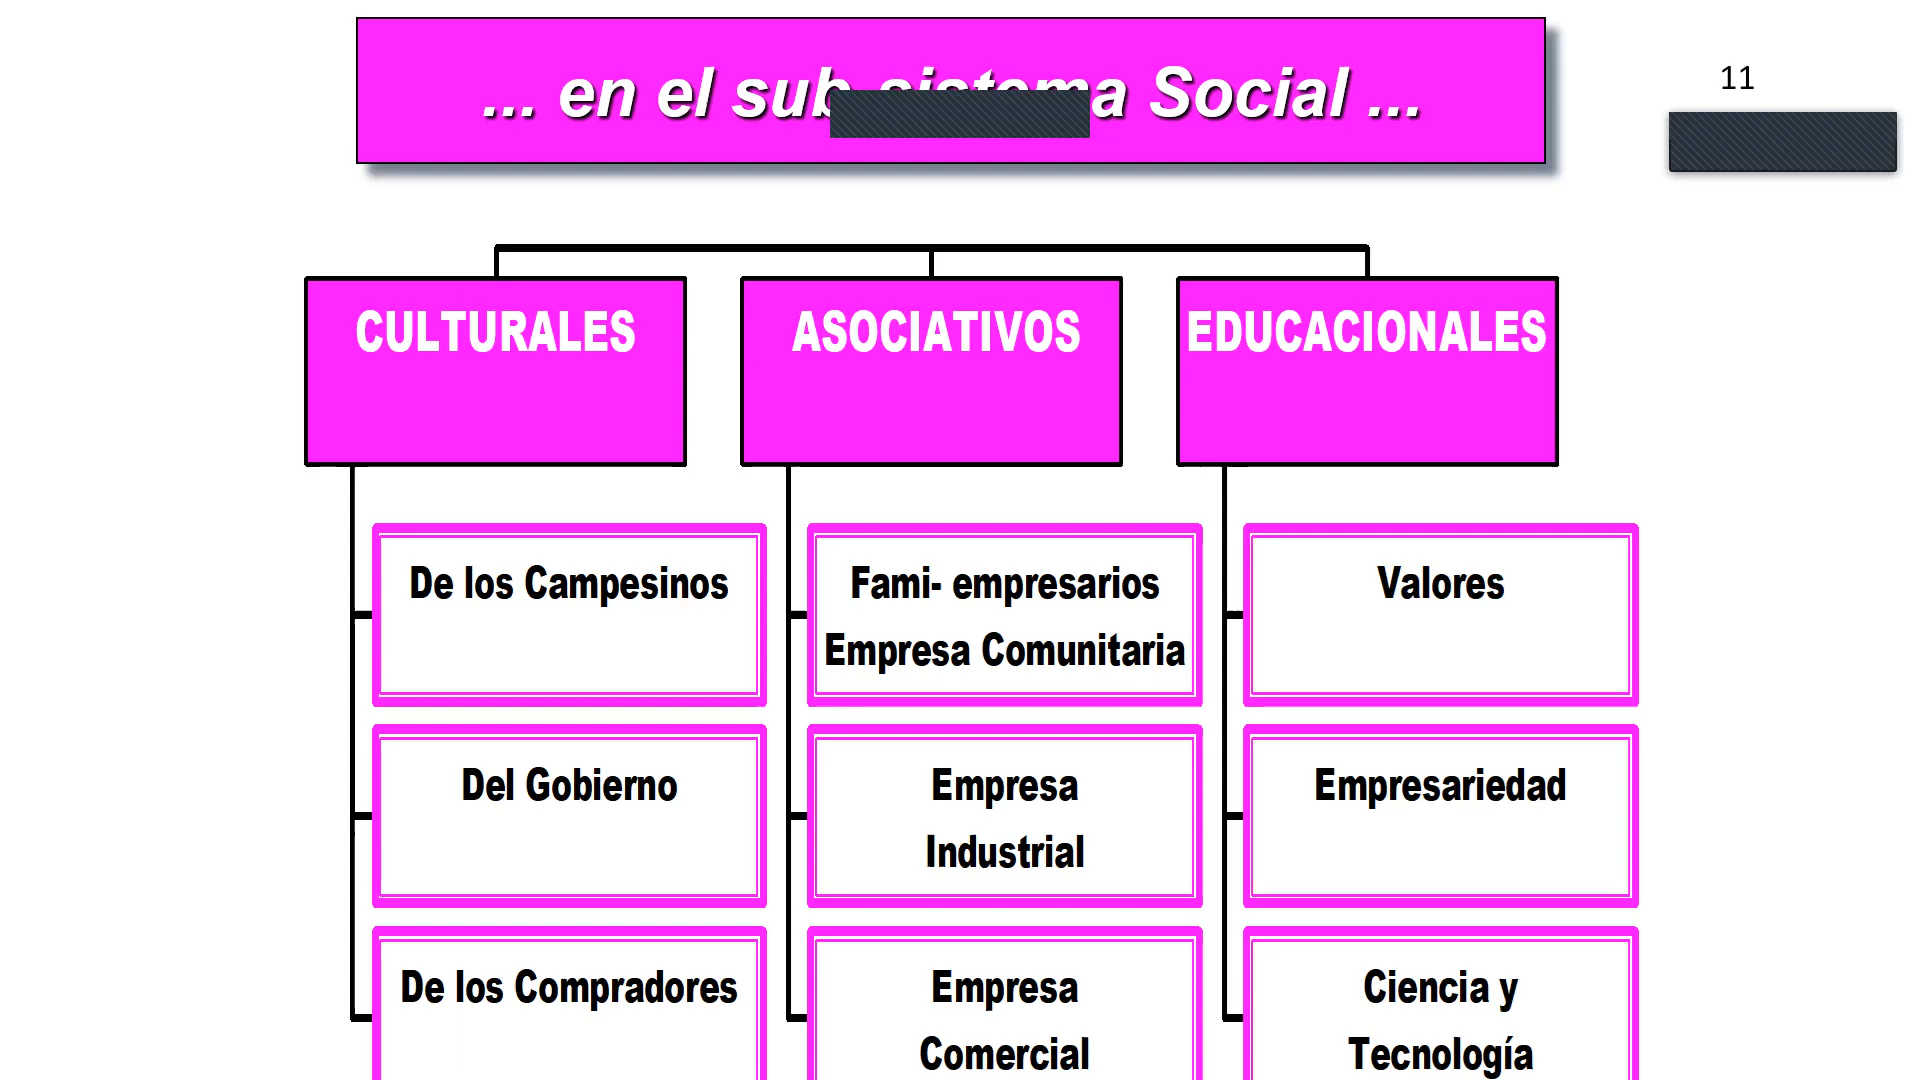 ... en el sub-sistema Social ...
11
CULTURALES
ASOCIATIVOS
EDUCACIONALES
De los Campesinos
Fami- empresarios
Empresa Comunitaria
Valores
Del Gobierno
Empresa
Industrial
Empresariedad
De los Compradores
Empresa
Comercial
Ciencia y
Tecnología